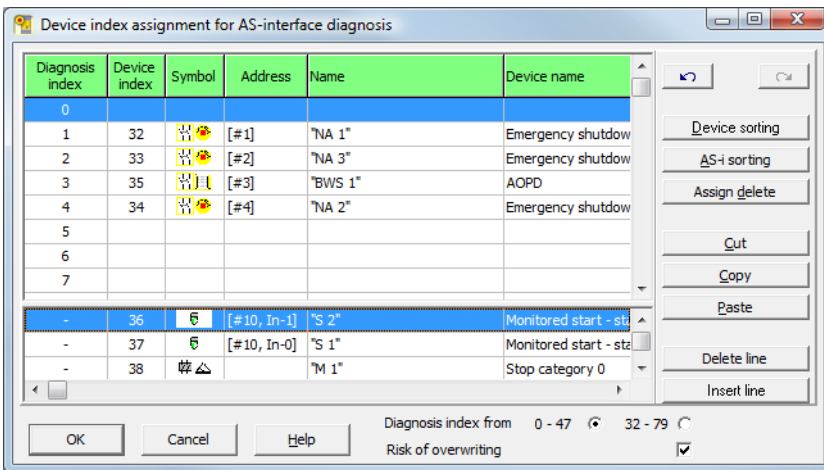 Device index assignment for AS-interface diagnosis
Diagnosis index Device index Symbol Address Name Device name
0
1 32 [#1] "NA 1" Emergency shutdow
2 33 [#2] "NA 3" Emergency shutdow
3 35 [#3] "BWS 1" AOPD
4 34 [#4] "NA 2" Emergency shutdow
5
6
7
- 36 [#10, In-1] "S 2" Monitored start - sta
- 37 [#10, In-0] "S 1" Monitored start - sta
- 38 "M 1" Stop category 0
Device sorting
AS-i sorting
Assign delete
Cut
Copy
Paste
Delete line
Insert line
OK Cancel Help
Diagnosis index from 0 - 47 32 - 79
Risk of overwriting